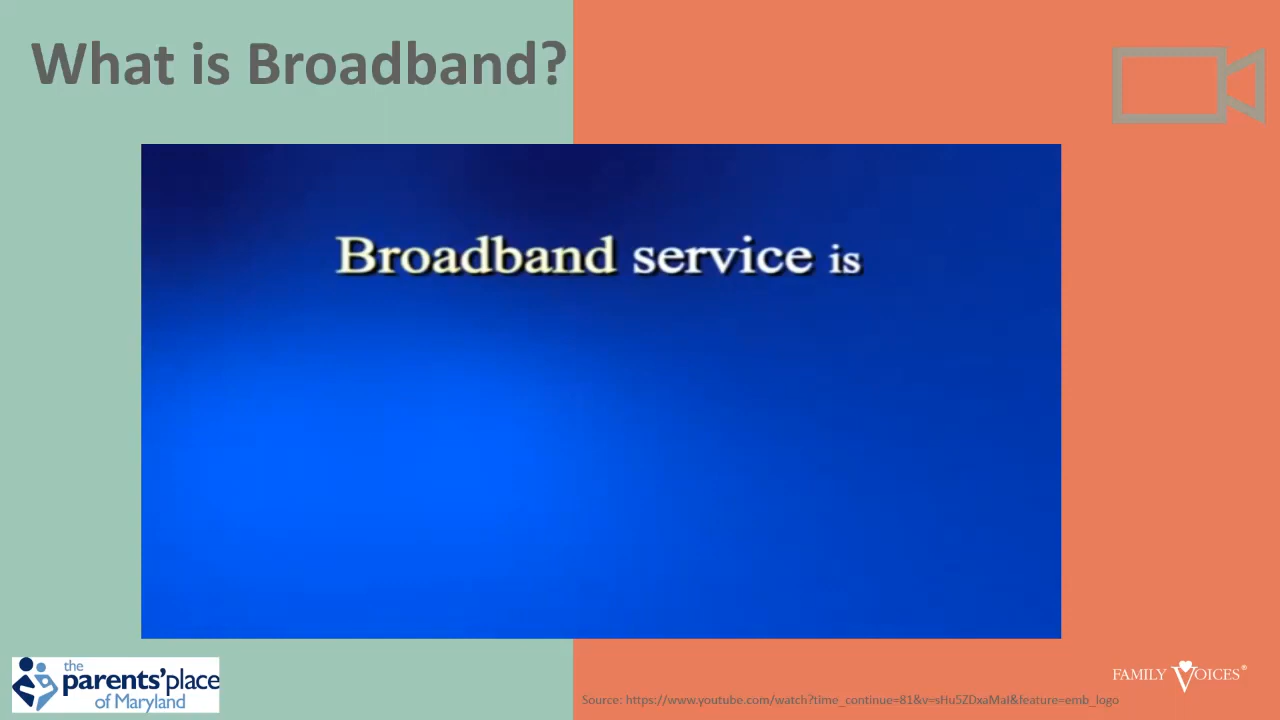 What is Broadband?
Broadband service is
the
parents'place
of Maryland
FAMILY VOICES®
Source: https://www.youtube.com/watch?time_continue=81&v=sHu5ZDxaMaI&feature=emb_logo